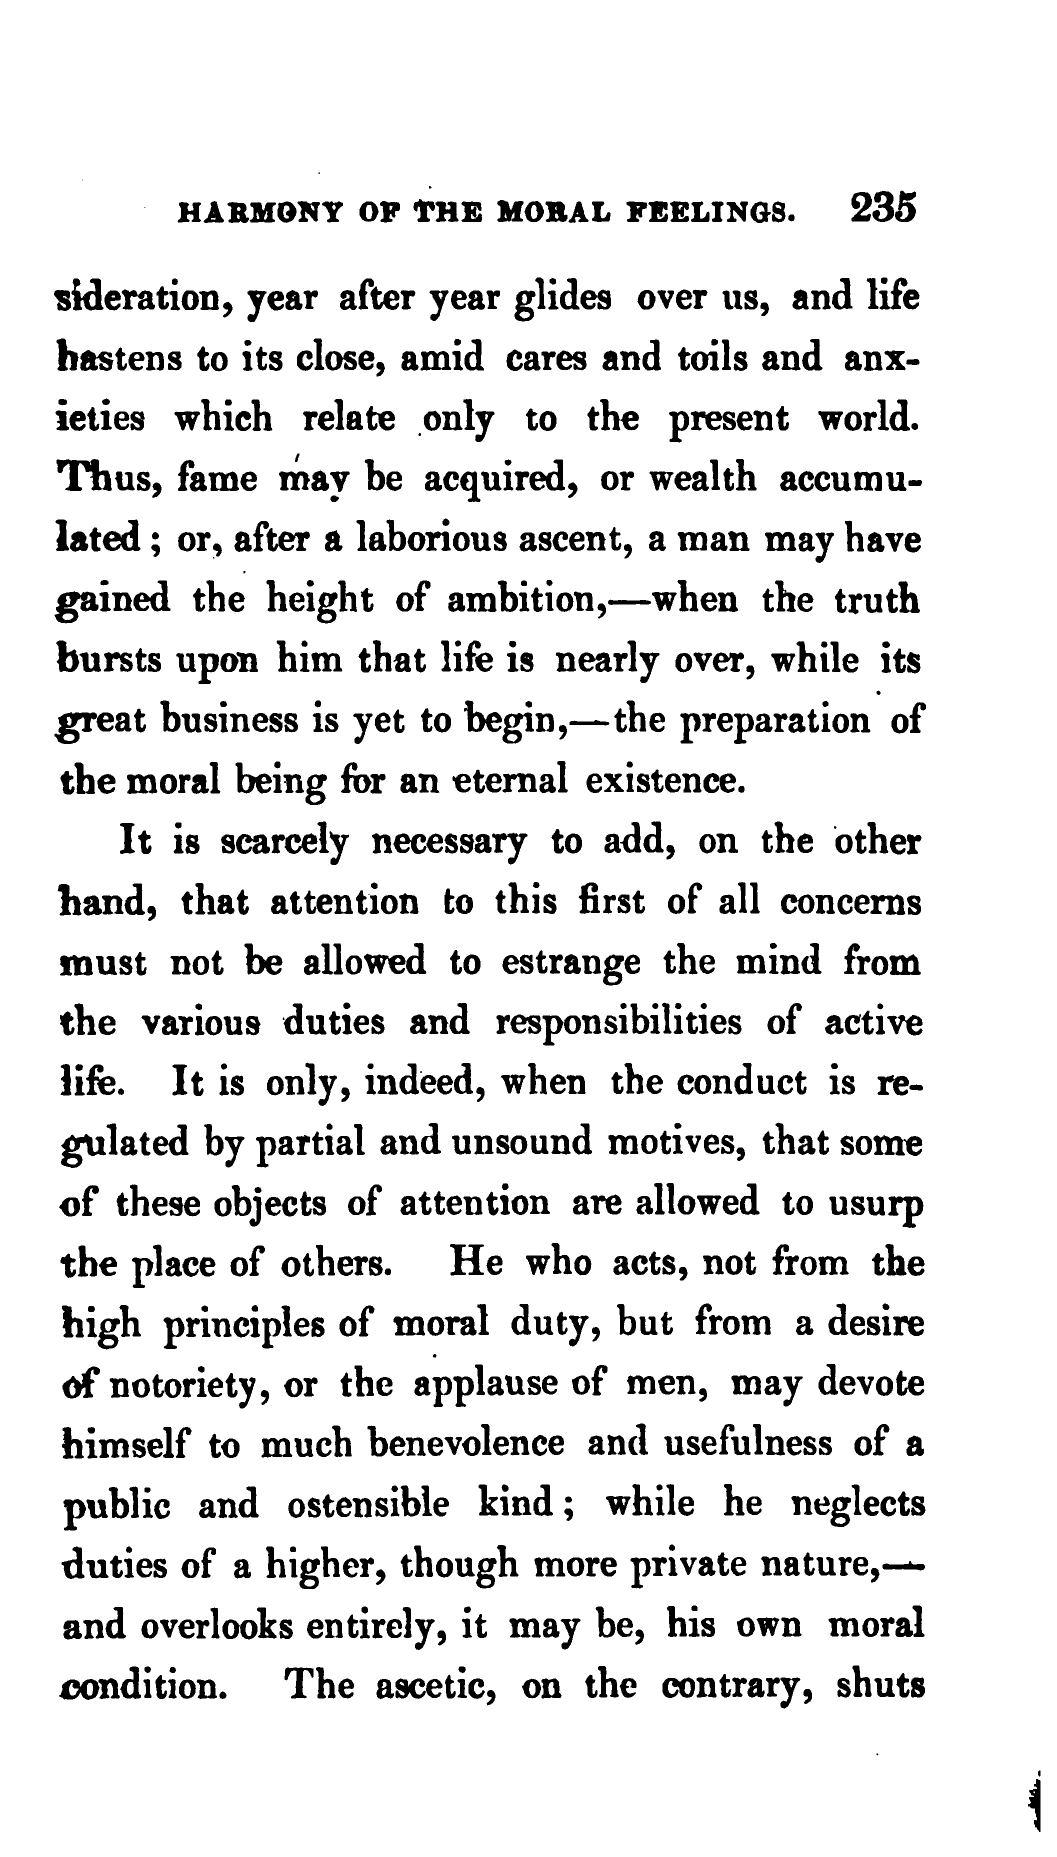 HARMONY OF THE MORAL FEELINGS. 235
sideration, year after year glides over us, and life
hastens to its close, amid cares and toils and anx-
ieties which relate only to the present world.
Thus, fame may be acquired, or wealth accumu-
lated ; or, after a laborious ascent, a man may have
gained the height of ambition,—when the truth
bursts upon him that life is nearly over, while its
great business is yet to begin,—the preparation of
the moral being for an eternal existence.
It is scarcely necessary to add, on the other
hand, that attention to this first of all concerns
must not be allowed to estrange the mind from
the various duties and responsibilities of active
life. It is only, indeed, when the conduct is re-
gulated by partial and unsound motives, that some
of these objects of attention are allowed to usurp
the place of others. He who acts, not from the
high principles of moral duty, but from a desire
of notoriety, or the applause of men, may devote
himself to much benevolence and usefulness of a
public and ostensible kind ; while he neglects
duties of a higher, though more private nature,—
and overlooks entirely, it may be, his own moral
condition. The ascetic, on the contrary, shuts